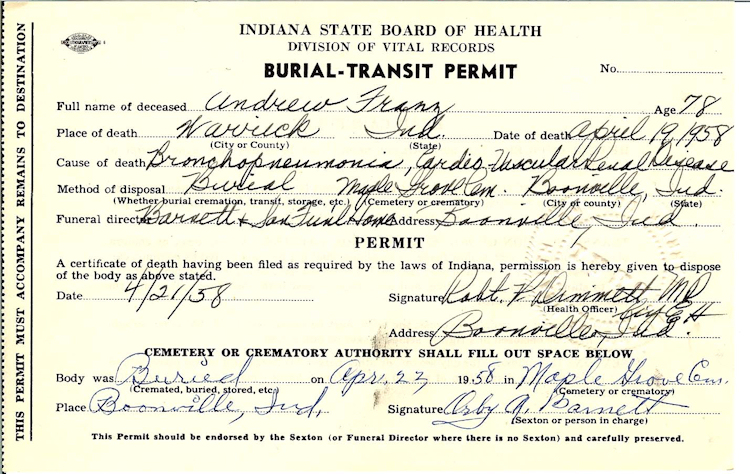 INDIANA STATE BOARD OF HEALTH
DIVISION OF VITAL RECORDS
BURIAL-TRANSIT PERMIT
No.
Full name of deceased Andrew Franz Age 78
Place of death Warrick Ind. Date of death April 19, 1958
(City or County) (State)
Cause of death Bronchopneumonia, Cardio-Vascular Renal Disease
Method of disposal Burial Maple Grove Cem. Boonville, Ind.
(Whether burial cremation, transit, storage, etc.) (Cemetery or crematory) (City or county) (State)
Funeral director Barnett & Son Funl Home Address Boonville, Ind.
PERMIT
A certificate of death having been filed as required by the laws of Indiana, permission is hereby given to dispose
of the body as above stated.
Date 4/21/58 Signature Robt. P. Dimmett MD
(Health Officer)
Address Boonville, Ind.
CEMETERY OR CREMATORY AUTHORITY SHALL FILL OUT SPACE BELOW
Body was Buried on Apr. 22, 1958 in Maple Grove Cem.
(Cremated, buried, stored, etc.) (Cemetery or crematory)
Place Boonville, Ind. Signature Orby A. Barnett
(Sexton or person in charge)
This Permit should be endorsed by the Sexton (or Funeral Director where there is no Sexton) and carefully preserved.
THIS PERMIT MUST ACCOMPANY REMAINS TO DESTINATION